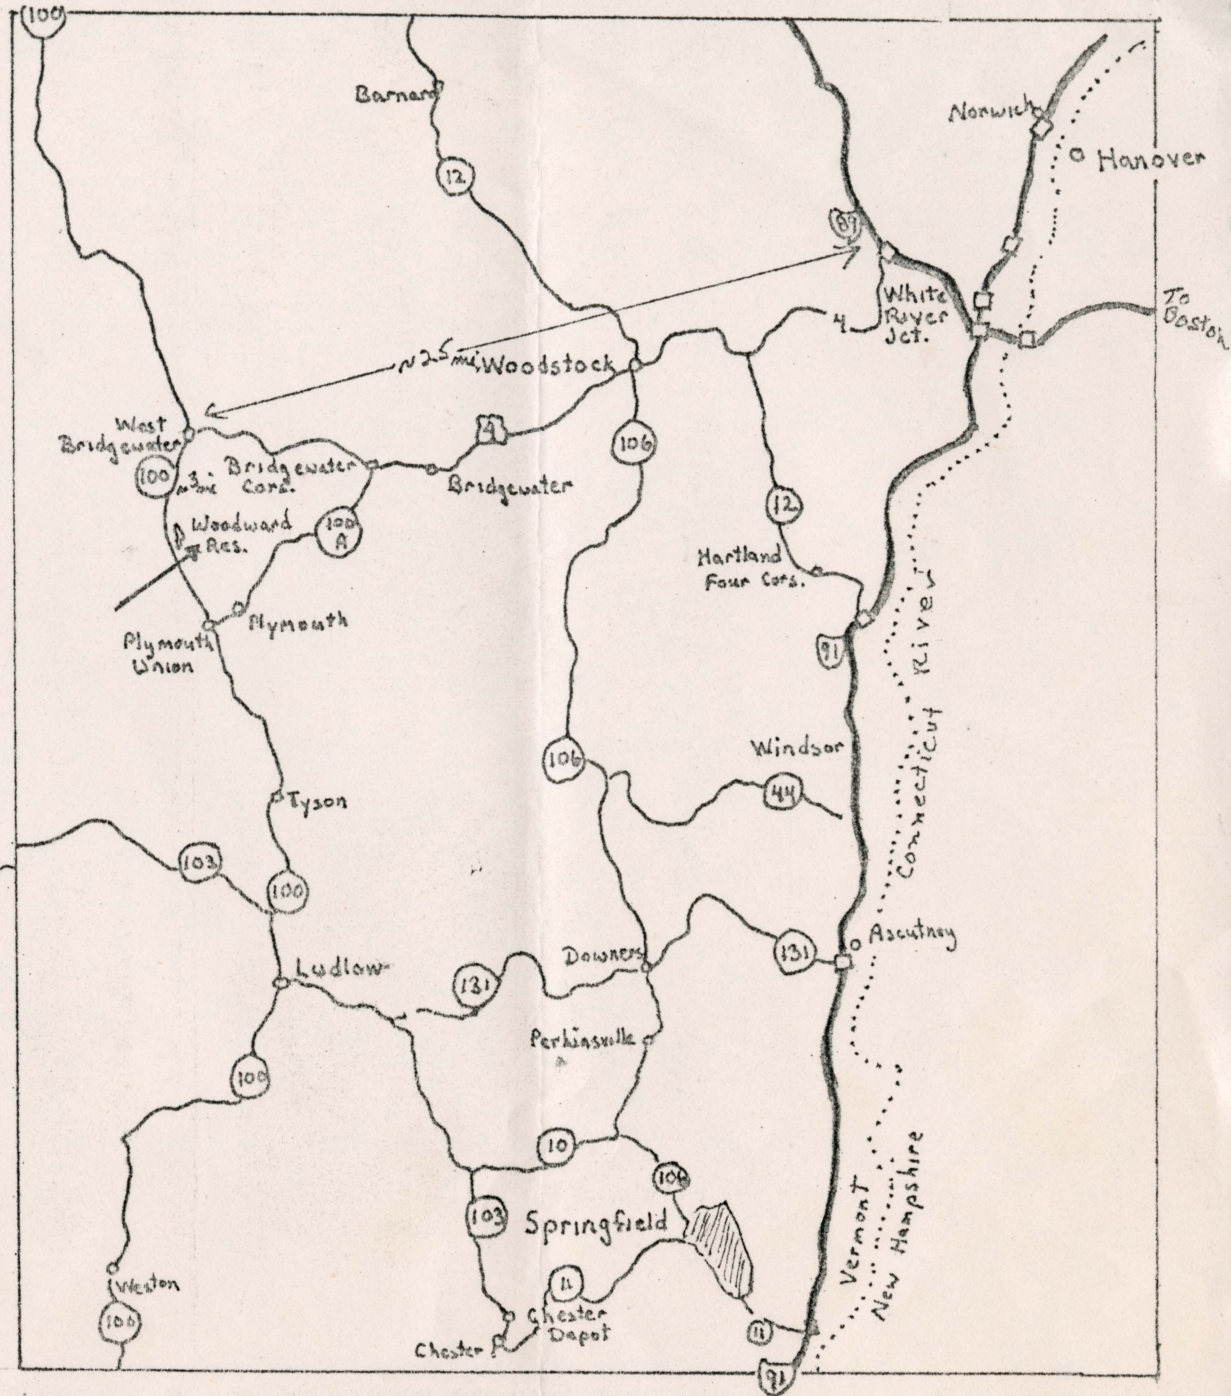 100
Barnard
12
Norwich
Hanover
89
White
River
Jct.
4
To
Boston
~25 mi.
Woodstock
West
Bridgewater
100
~3mi
Bridgewater
Cors.
4
Bridgewater
106
Woodward
Res.
100
A
12
Hartland
Four Cors.
Plymouth
Plymouth
Union
91
Connecticut River
106
Windsor
44
Tyson
103
100
Ludlow
131
Downers
131
Ascutney
Perkinsville
100
10
106
103
Springfield
Vermont
New Hampshire
Weston
100
11
Chester
Depot
Chester
11
91